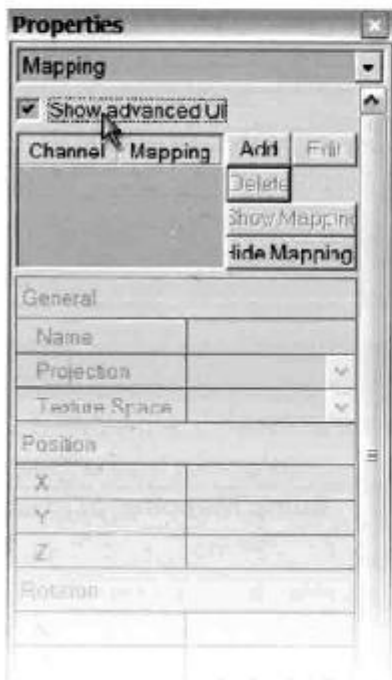 Properties
Mapping
Show advanced UI
Channel Mapping
Add Edit
Delete
Show Mapping
Hide Mapping
General
Name
Projection
Texture Space
Position
X
Y
Z
Rotation